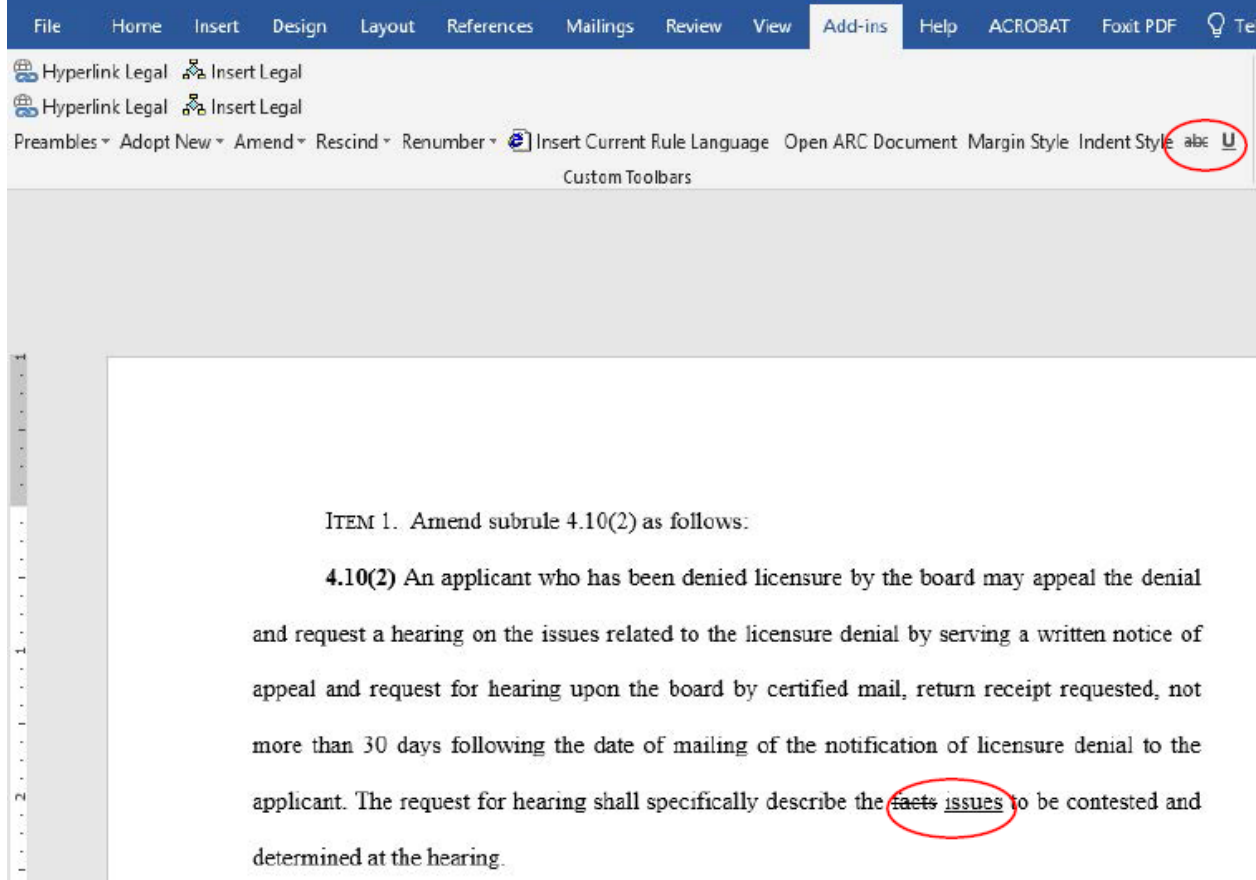 File Home Insert Design Layout References Mailings Review View Add-ins Help ACROBAT Foxit PDF Te
Hyperlink Legal Insert Legal
Hyperlink Legal Insert Legal
Preambles Adopt New Amend Rescind Renumber Insert Current Rule Language Open ARC Document Margin Style Indent Style abc U
Custom Toolbars
1
ITEM 1. Amend subrule 4.10(2) as follows:
4.10(2) An applicant who has been denied licensure by the board may appeal the denial
and request a hearing on the issues related to the licensure denial by serving a written notice of
1
appeal and request for hearing upon the board by certified mail, return receipt requested, not
more than 30 days following the date of mailing of the notification of licensure denial to the
2
applicant. The request for hearing shall specifically describe the facts issues to be contested and
determined at the hearing.